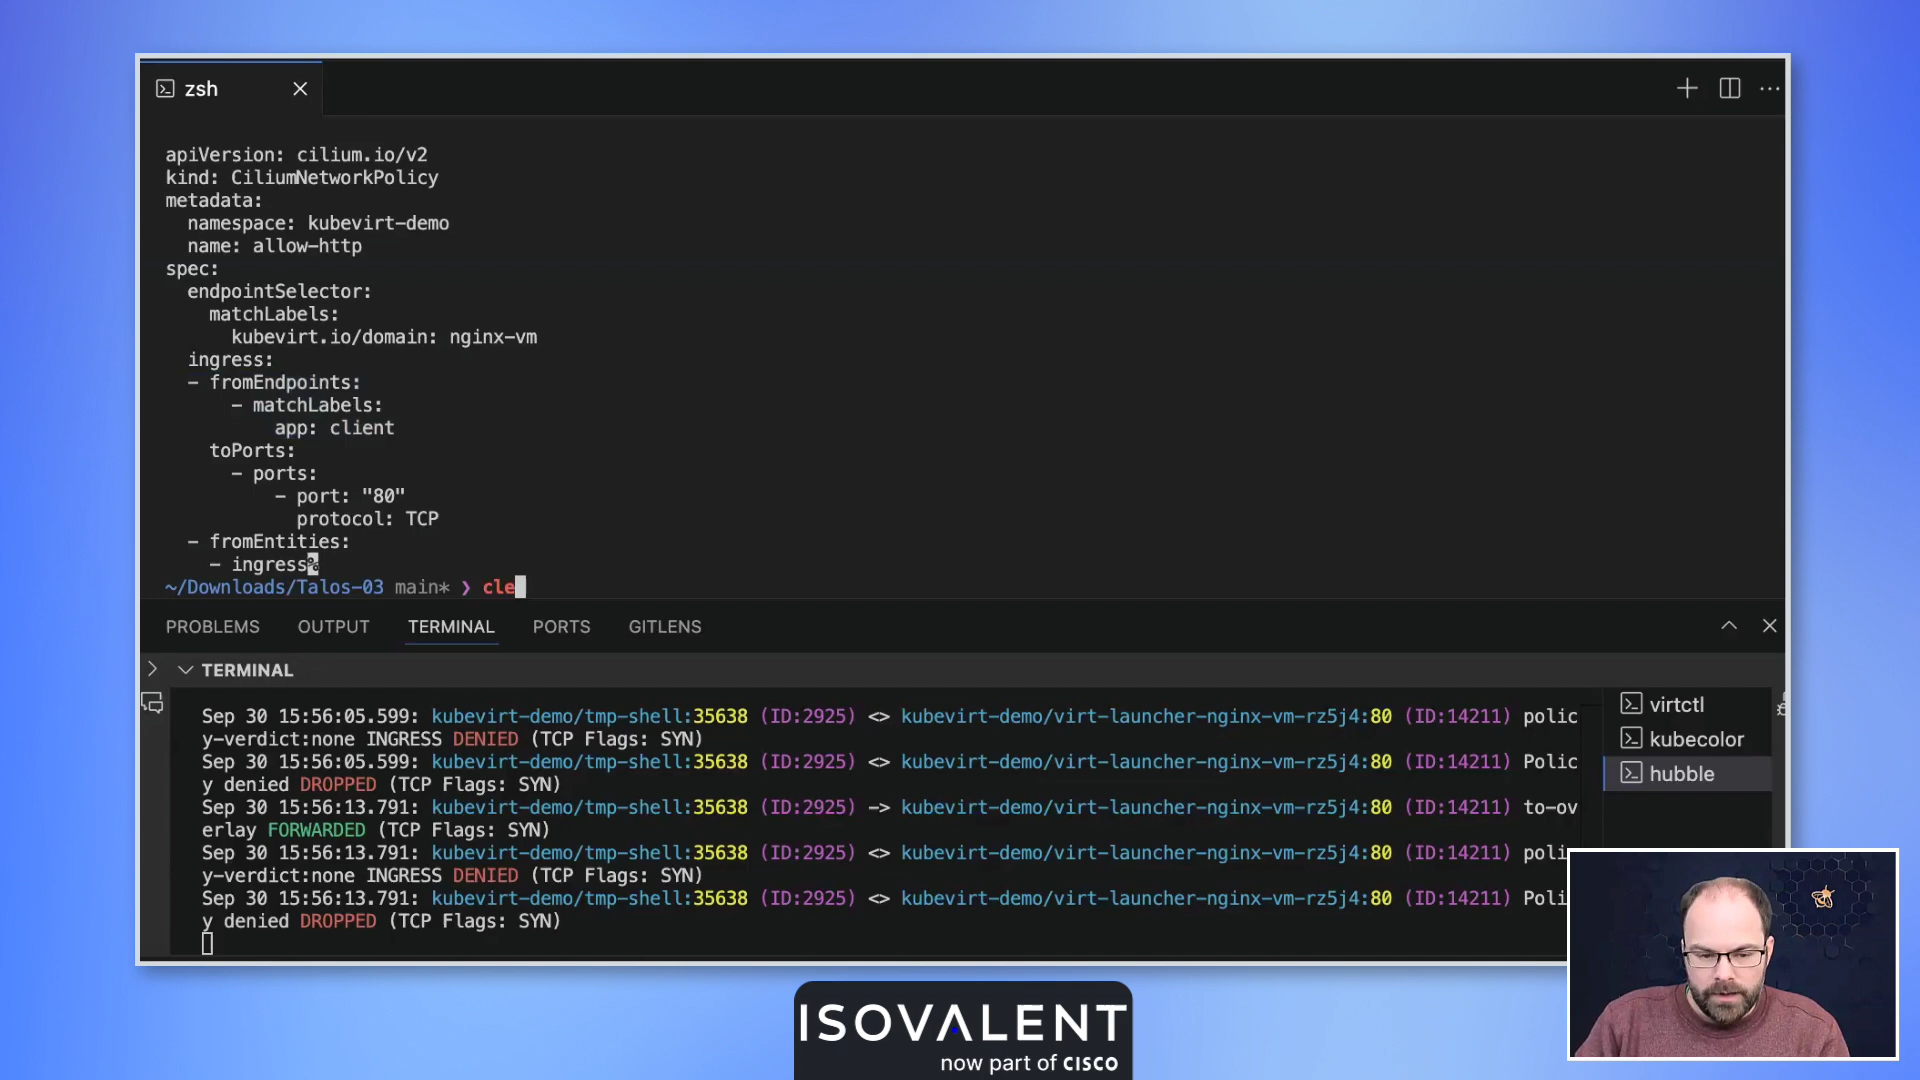 zsh
apiVersion: cilium.io/v2
kind: CiliumNetworkPolicy
metadata:
  namespace: kubevirt-demo
  name: allow-http
spec:
  endpointSelector:
    matchLabels:
      kubevirt.io/domain: nginx-vm
  ingress:
  - fromEndpoints:
      - matchLabels:
          app: client
    toPorts:
      - ports:
          - port: "80"
            protocol: TCP
  - fromEntities:
    - ingress%
~/Downloads/Talos-03 main* ❯ cle
PROBLEMS OUTPUT TERMINAL PORTS GITLENS
TERMINAL
Sep 30 15:56:05.599: kubevirt-demo/tmp-shell:35638 (ID:2925) <> kubevirt-demo/virt-launcher-nginx-vm-rz5j4:80 (ID:14211) polic
y-verdict:none INGRESS DENIED (TCP Flags: SYN)
Sep 30 15:56:05.599: kubevirt-demo/tmp-shell:35638 (ID:2925) <> kubevirt-demo/virt-launcher-nginx-vm-rz5j4:80 (ID:14211) Polic
y denied DROPPED (TCP Flags: SYN)
Sep 30 15:56:13.791: kubevirt-demo/tmp-shell:35638 (ID:2925) -> kubevirt-demo/virt-launcher-nginx-vm-rz5j4:80 (ID:14211) to-ov
erlay FORWARDED (TCP Flags: SYN)
Sep 30 15:56:13.791: kubevirt-demo/tmp-shell:35638 (ID:2925) <> kubevirt-demo/virt-launcher-nginx-vm-rz5j4:80 (ID:14211) poli
y-verdict:none INGRESS DENIED (TCP Flags: SYN)
Sep 30 15:56:13.791: kubevirt-demo/tmp-shell:35638 (ID:2925) <> kubevirt-demo/virt-launcher-nginx-vm-rz5j4:80 (ID:14211) Poli
y denied DROPPED (TCP Flags: SYN)
virtctl
kubecolor
hubble
ISOVALENT
now part of CISCO